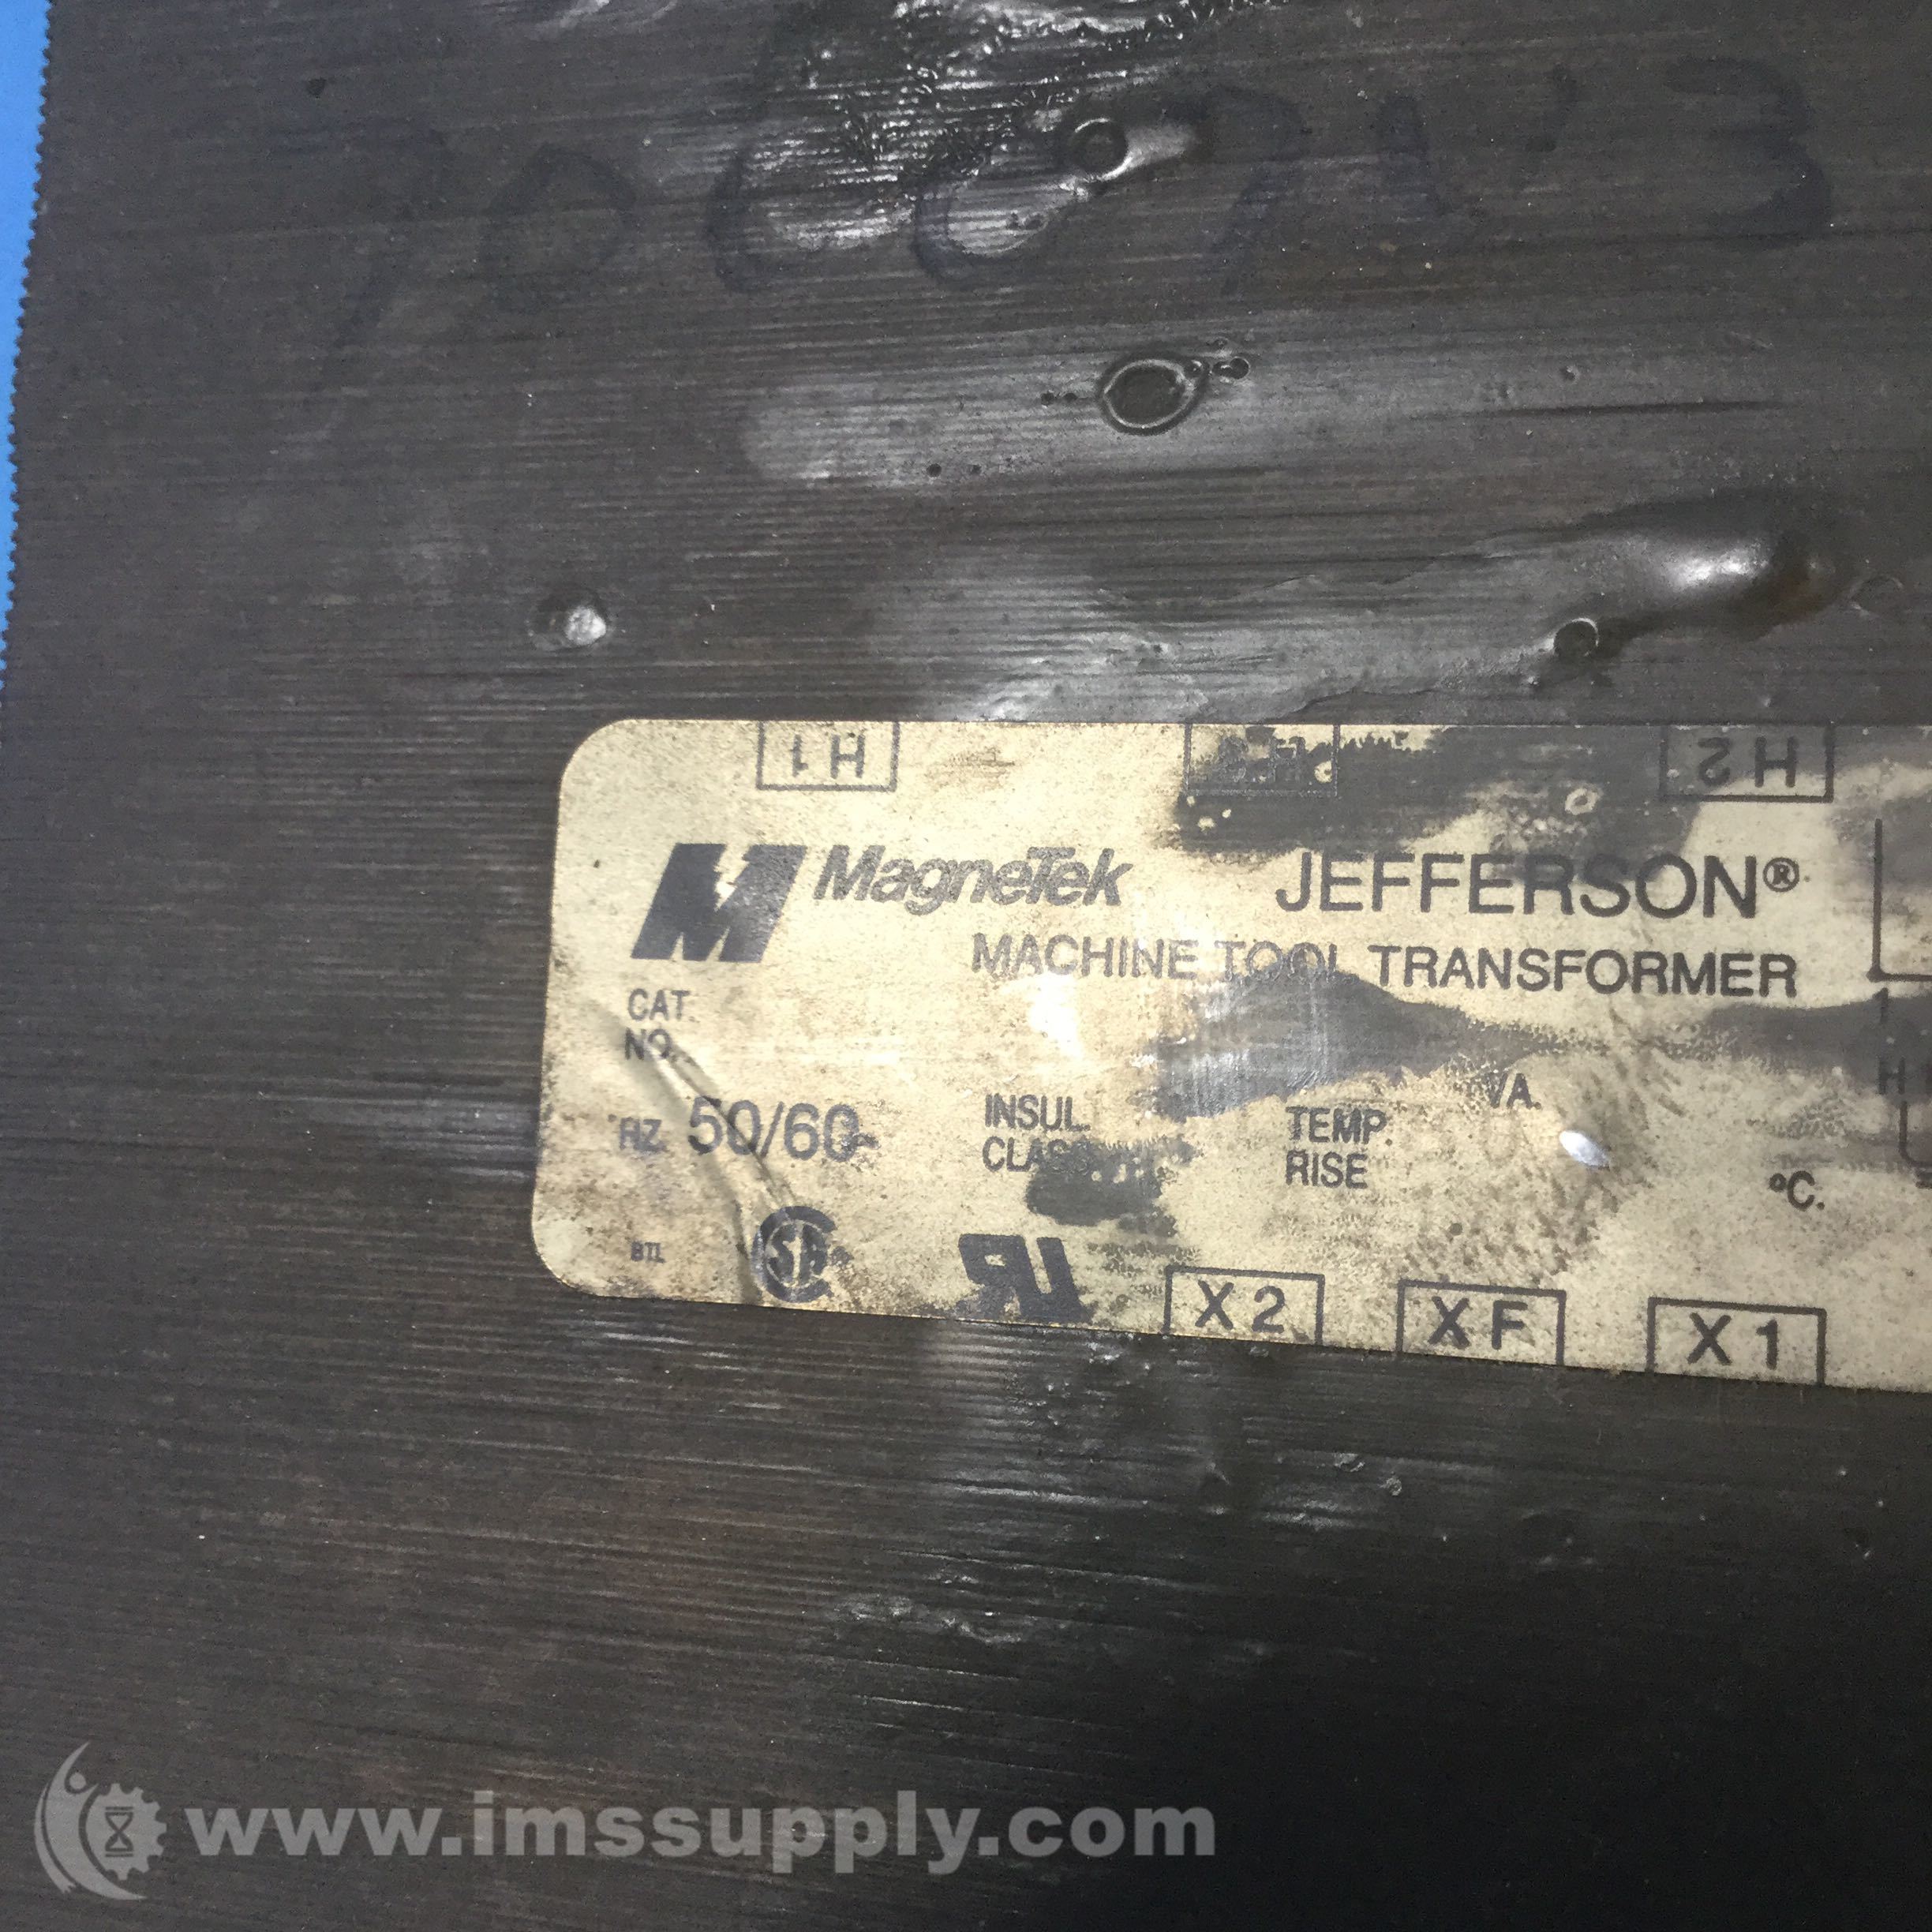 H1
H2
MagneTek JEFFERSON®
MACHINE TOOL TRANSFORMER
CAT.
NO.
VA.
HZ. 50/60~
INSUL.
CLASS
TEMP.
RISE
°C.
BTL
X2 XF X1
www.imssupply.com